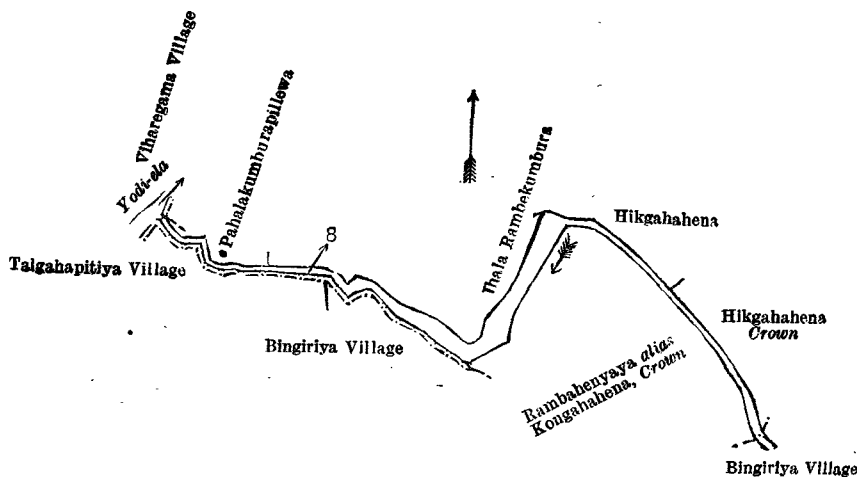 Viharegama Village
Yodi-ela
Pahalakumburapillewa
Talgahapitiya Village
8
Bingiriya Village
Ihala Rambekumbura
Hikgahahena
Hikgahahena
Crown
Rambahenyaya alias
Kongahahena, Crown
Bingiriya Village